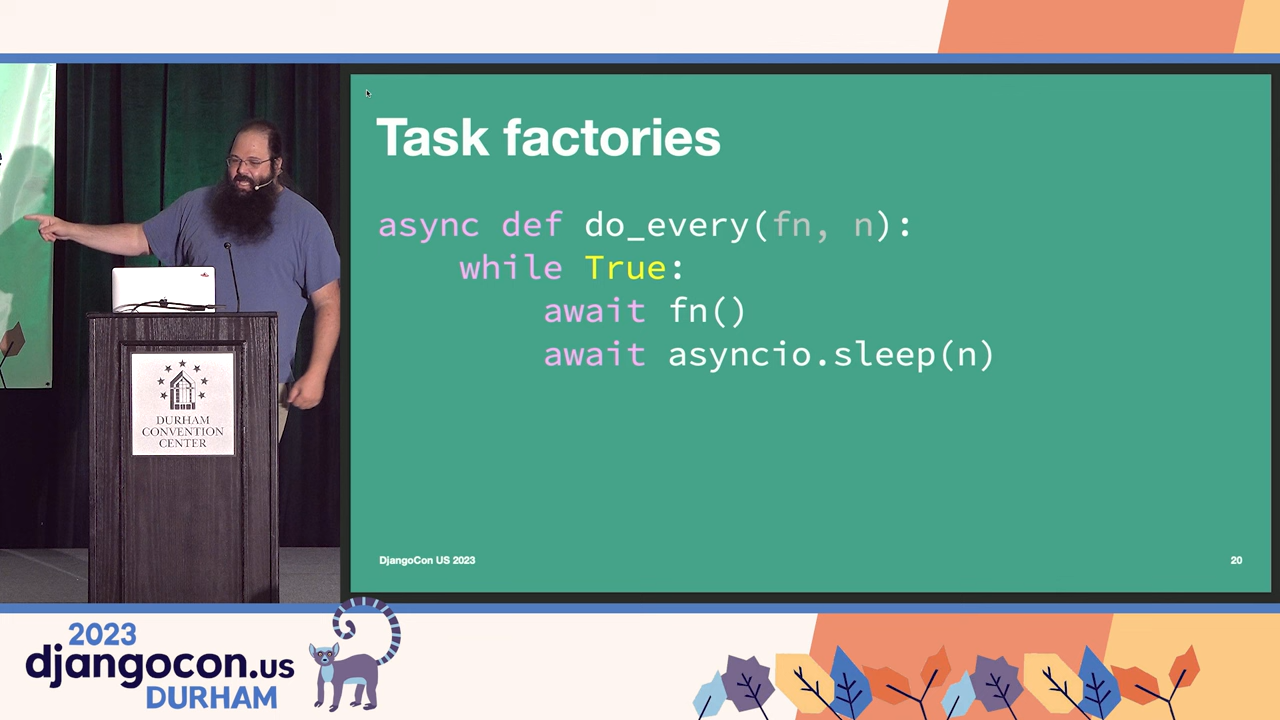 Task factories
async def do_every(fn, n):
    while True:
        await fn()
        await asyncio.sleep(n)
DjangoCon US 2023
20
DURHAM
CONVENTION
CENTER
2023
djangocon.us
DURHAM